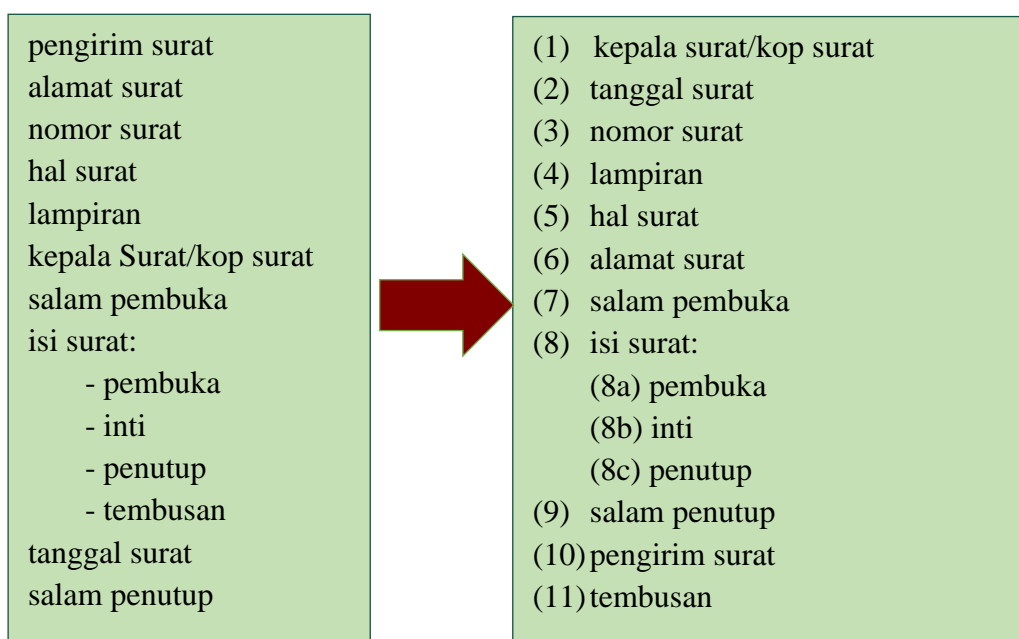 pengirim surat
alamat surat
nomor surat
hal surat
lampiran
kepala Surat/kop surat
salam pembuka
isi surat:
- pembuka
- inti
- penutup
- tembusan
tanggal surat
salam penutup
(1) kepala surat/kop surat
(2) tanggal surat
(3) nomor surat
(4) lampiran
(5) hal surat
(6) alamat surat
(7) salam pembuka
(8) isi surat:
(8a) pembuka
(8b) inti
(8c) penutup
(9) salam penutup
(10) pengirim surat
(11) tembusan